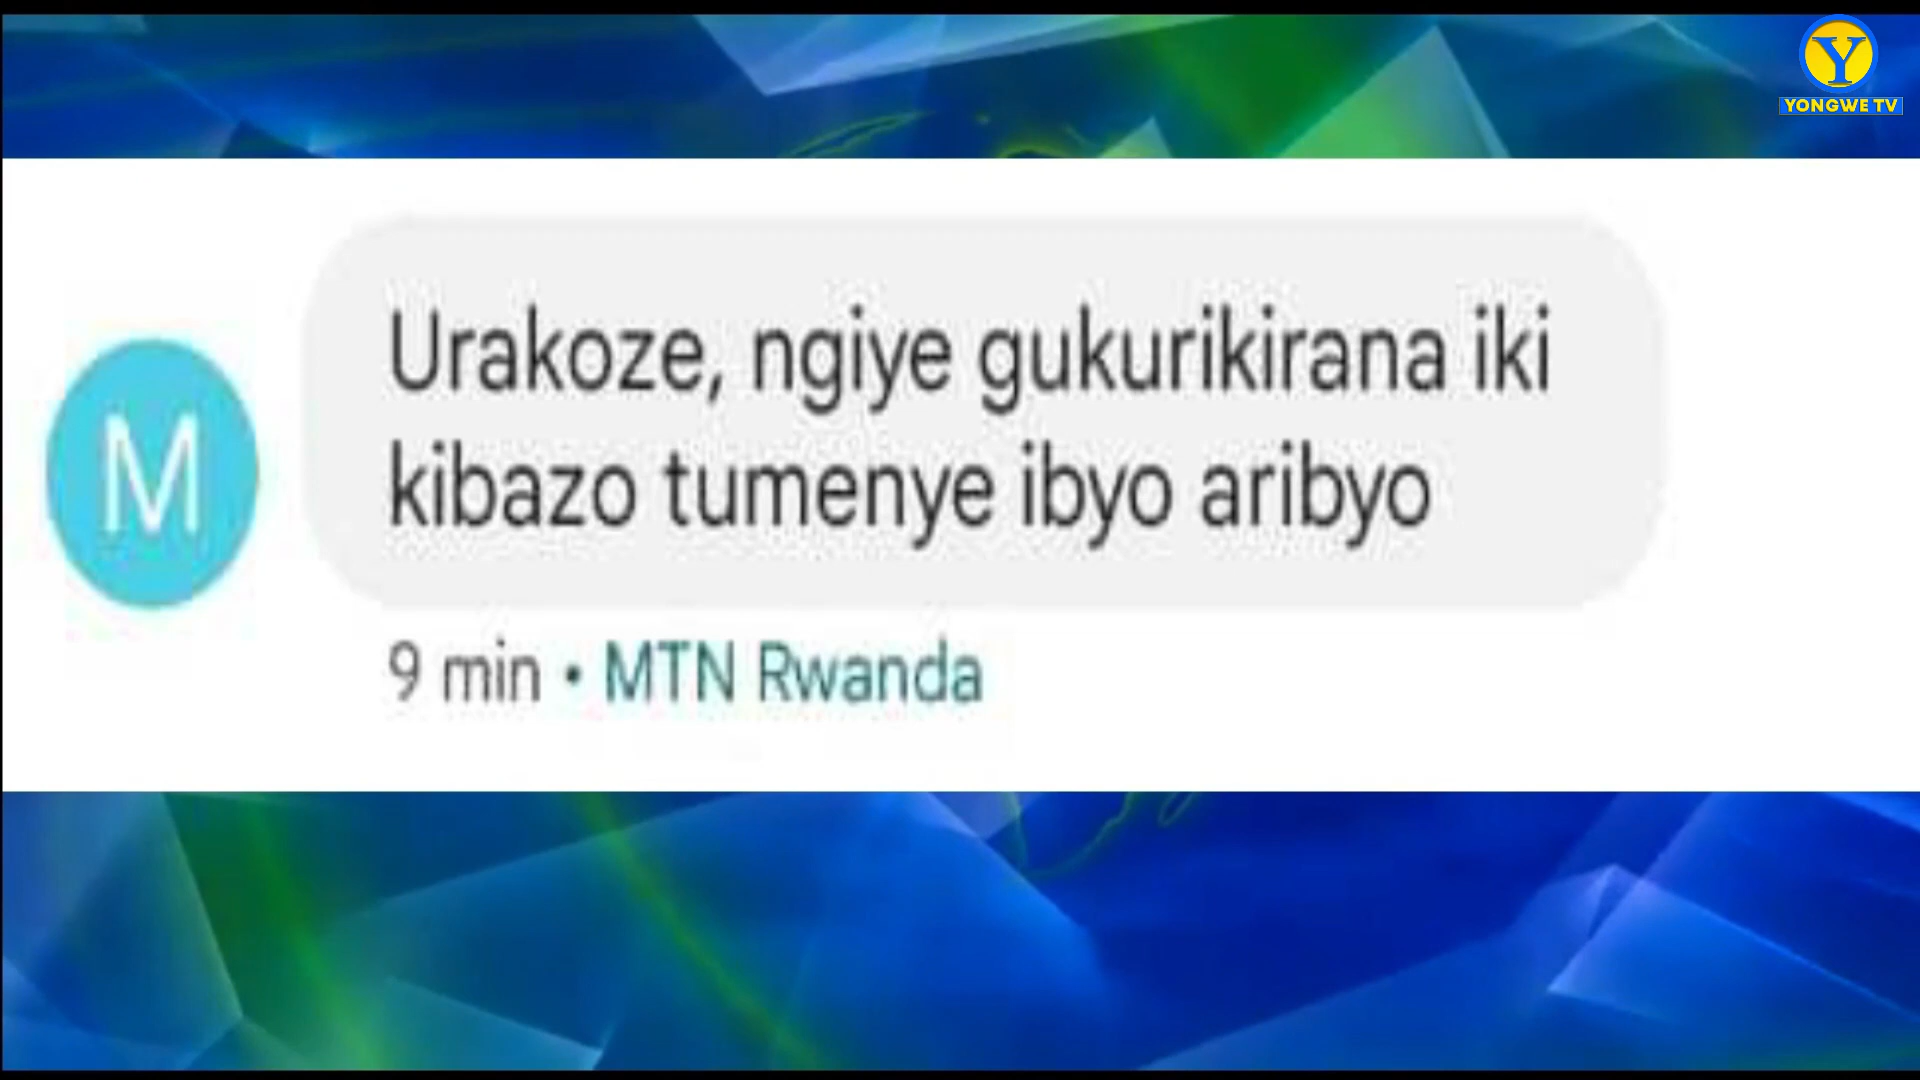 Y
YONGWE TV
Urakoze, ngiye gukurikirana iki
kibazo tumenye ibyo aribyo
M
9 min • MTN Rwanda